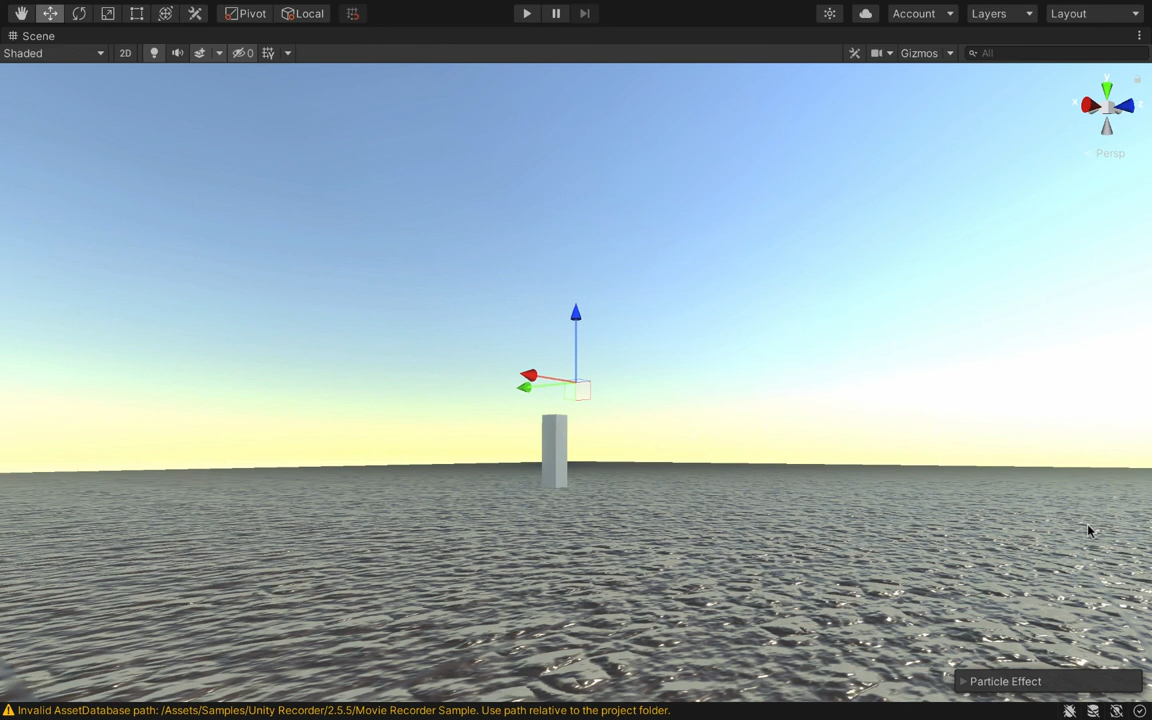 Pivot Local Account Layers Layout
Scene
Shaded 2D 0 Gizmos All
y
x z
< Persp
Particle Effect
Invalid AssetDatabase path: /Assets/Samples/Unity Recorder/2.5.5/Movie Recorder Sample. Use path relative to the project folder.